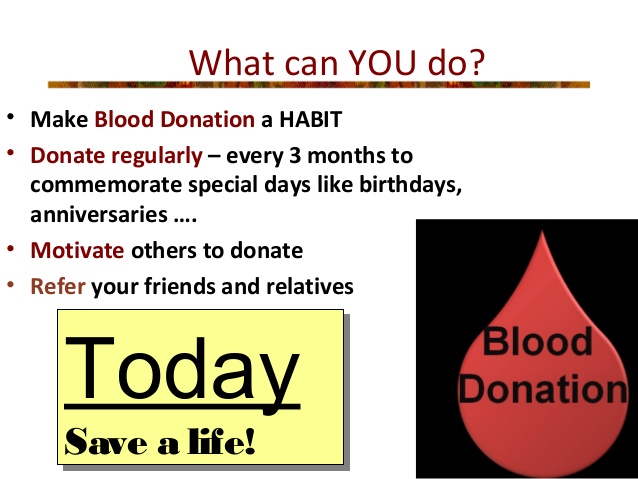 What can YOU do?
• Make Blood Donation a HABIT
• Donate regularly – every 3 months to
commemorate special days like birthdays,
anniversaries ….
• Motivate others to donate
• Refer your friends and relatives
Today
Save a life!
Blood
Donation